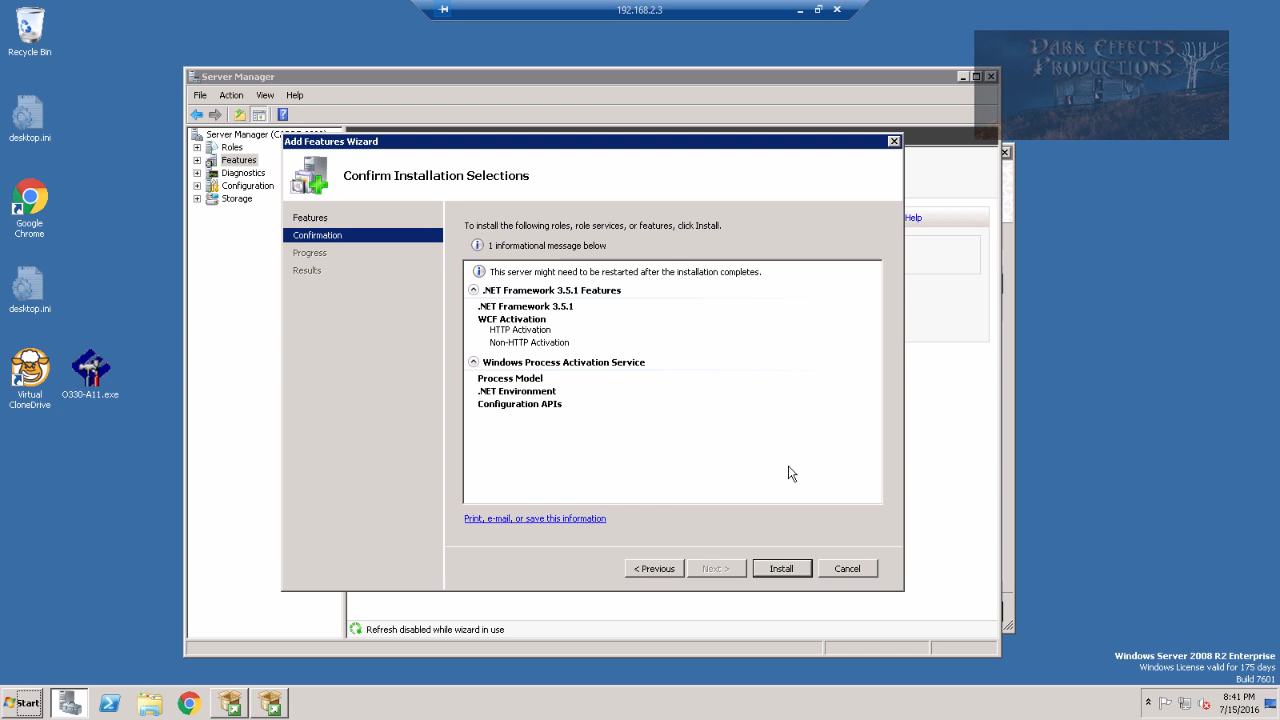 192.168.2.3
Recycle Bin
desktop.ini
Google
Chrome
desktop.ini
Virtual
CloneDrive
O330-A11.exe
DARK EFFECTS
PRODUCTIONS
Server Manager
File Action View Help
Server Manager
Roles
Features
Diagnostics
Configuration
Storage
Help
Add Features Wizard
Confirm Installation Selections
Features
Confirmation
Progress
Results
To install the following roles, role services, or features, click Install.
1 informational message below
This server might need to be restarted after the installation completes.
.NET Framework 3.5.1 Features
.NET Framework 3.5.1
WCF Activation
HTTP Activation
Non-HTTP Activation
Windows Process Activation Service
Process Model
.NET Environment
Configuration APIs
Print, e-mail, or save this information
< Previous
Next >
Install
Cancel
Refresh disabled while wizard in use
Windows Server 2008 R2 Enterprise
Windows License valid for 175 days
Build 7601
Start
8:41 PM
7/15/2016